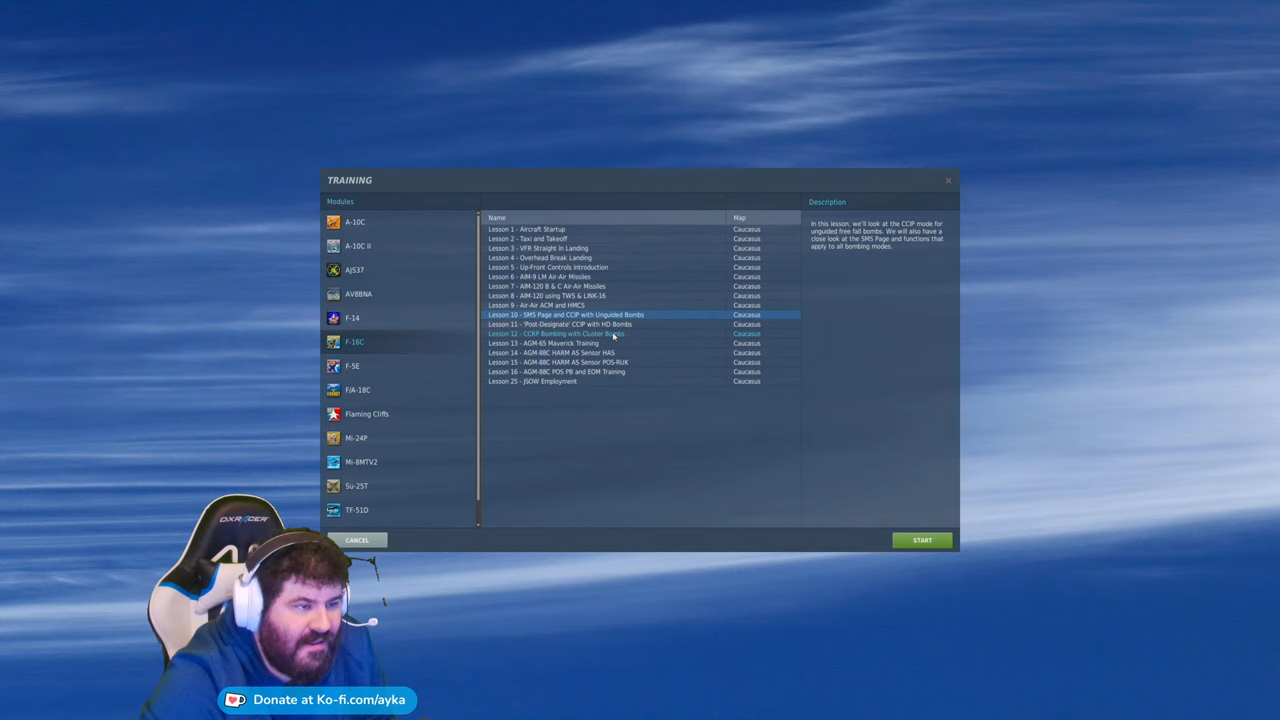 TRAINING
Modules
A-10C
A-10C II
AJS37
AV8BNA
F-14
F-16C
F-5E
F/A-18C
Flaming Cliffs
Mi-24P
Mi-8MTV2
Su-25T
TF-51D
Name Map
Lesson 1 - Aircraft Startup Caucasus
Lesson 2 - Taxi and Takeoff Caucasus
Lesson 3 - VFR Straight In Landing Caucasus
Lesson 4 - Overhead Break Landing Caucasus
Lesson 5 - Up-Front Controls Introduction Caucasus
Lesson 6 - AIM-9 LM Air-Air Missiles Caucasus
Lesson 7 - AIM-120 B & C Air-Air Missiles Caucasus
Lesson 8 - AIM-120 using TWS & LINK-16 Caucasus
Lesson 9 - Air-Air ACM and HMCS Caucasus
Lesson 10 - SMS Page and CCIP with Unguided Bombs Caucasus
Lesson 11 - 'Post-Designate' CCIP with HD Bombs Caucasus
Lesson 12 - CCRP Bombing with Cluster Bombs Caucasus
Lesson 13 - AGM-65 Maverick Training Caucasus
Lesson 14 - AGM-88C HARM AS Sensor HAS Caucasus
Lesson 15 - AGM-88C HARM AS Sensor POS-RUK Caucasus
Lesson 16 - AGM-88C POS PB and EOM Training Caucasus
Lesson 25 - JSOW Employment Caucasus
Description
In this lesson, we'll look at the CCIP mode for
unguided free fall bombs. We will also have a
close look at the SMS Page and functions that
apply to all bombing modes.
CANCEL
START
DXRACER
Donate at Ko-fi.com/ayka